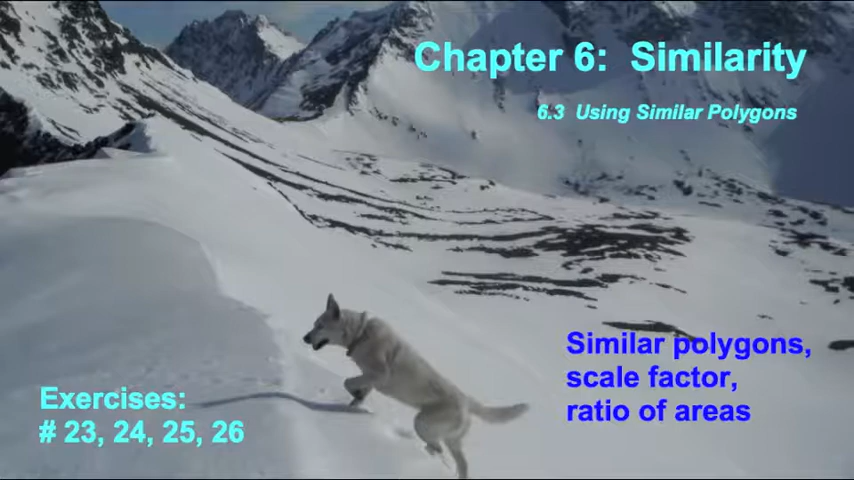 Chapter 6:  Similarity
6.3  Using Similar Polygons
Similar polygons,
scale factor,
ratio of areas
Exercises:
# 23, 24, 25, 26